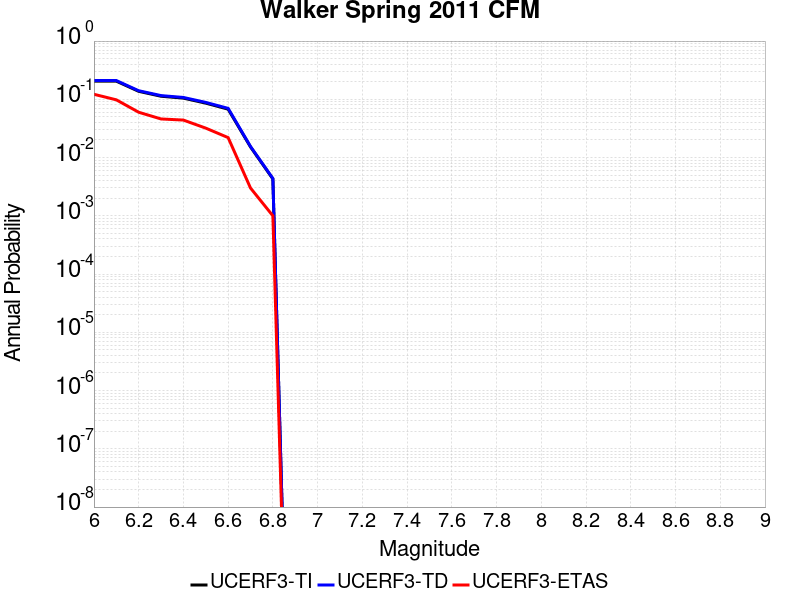 Walker Spring 2011 CFM
10^0
10^-1
10^-2
10^-3
10^-4
10^-5
10^-6
10^-7
10^-8
Annual Probability
6 6.2 6.4 6.6 6.8 7 7.2 7.4 7.6 7.8 8 8.2 8.4 8.6 8.8 9
Magnitude
UCERF3-TI UCERF3-TD UCERF3-ETAS